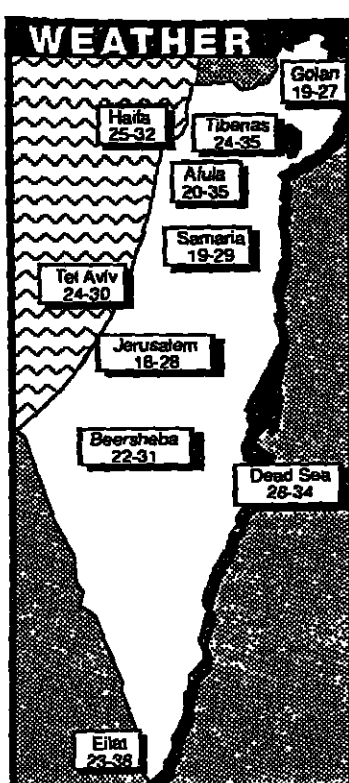 WEATHER
Golan
19-27
Haifa
25-32
Tiberias
24-35
Afula
20-35
Samaria
19-29
Tel Aviv
24-30
Jerusalem
18-28
Beersheba
22-31
Dead Sea
28-34
Eilat
23-38